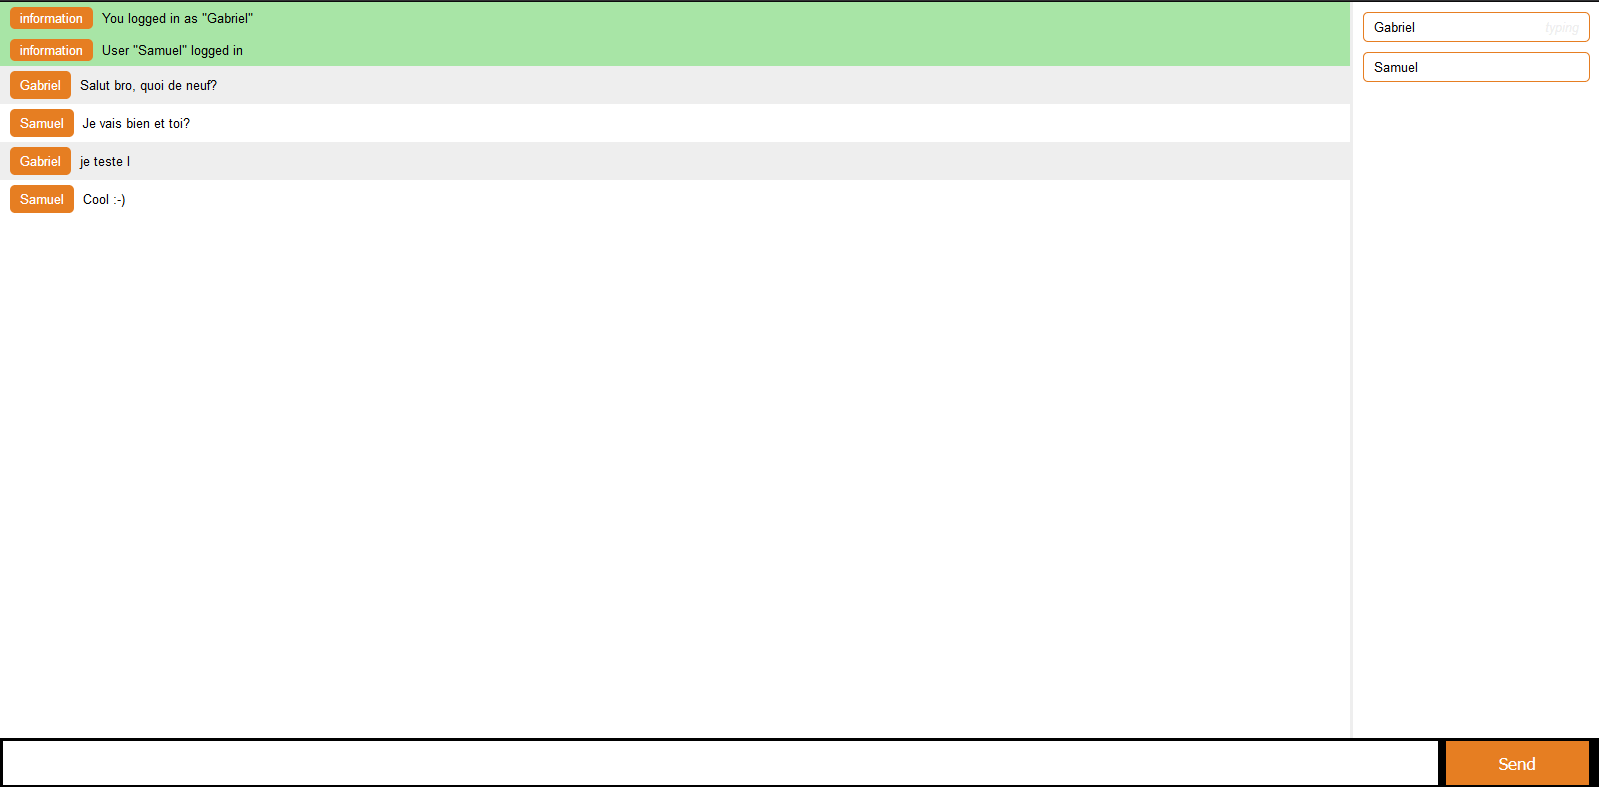 information You logged in as "Gabriel"
information User "Samuel" logged in
Gabriel Salut bro, quoi de neuf?
Samuel Je vais bien et toi?
Gabriel je teste l
Samuel Cool :-)
Gabriel typing
Samuel
Send